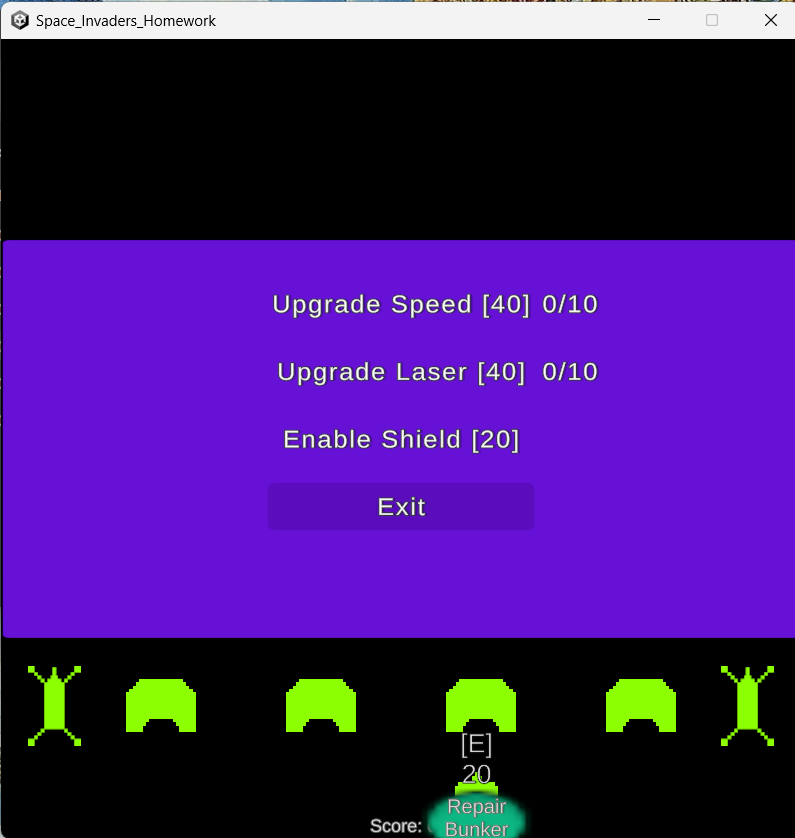 Space_Invaders_Homework
Upgrade Speed [40] 0/10
Upgrade Laser [40] 0/10
Enable Shield [20]
Exit
[E]
20
Repair
Score:
Bunker